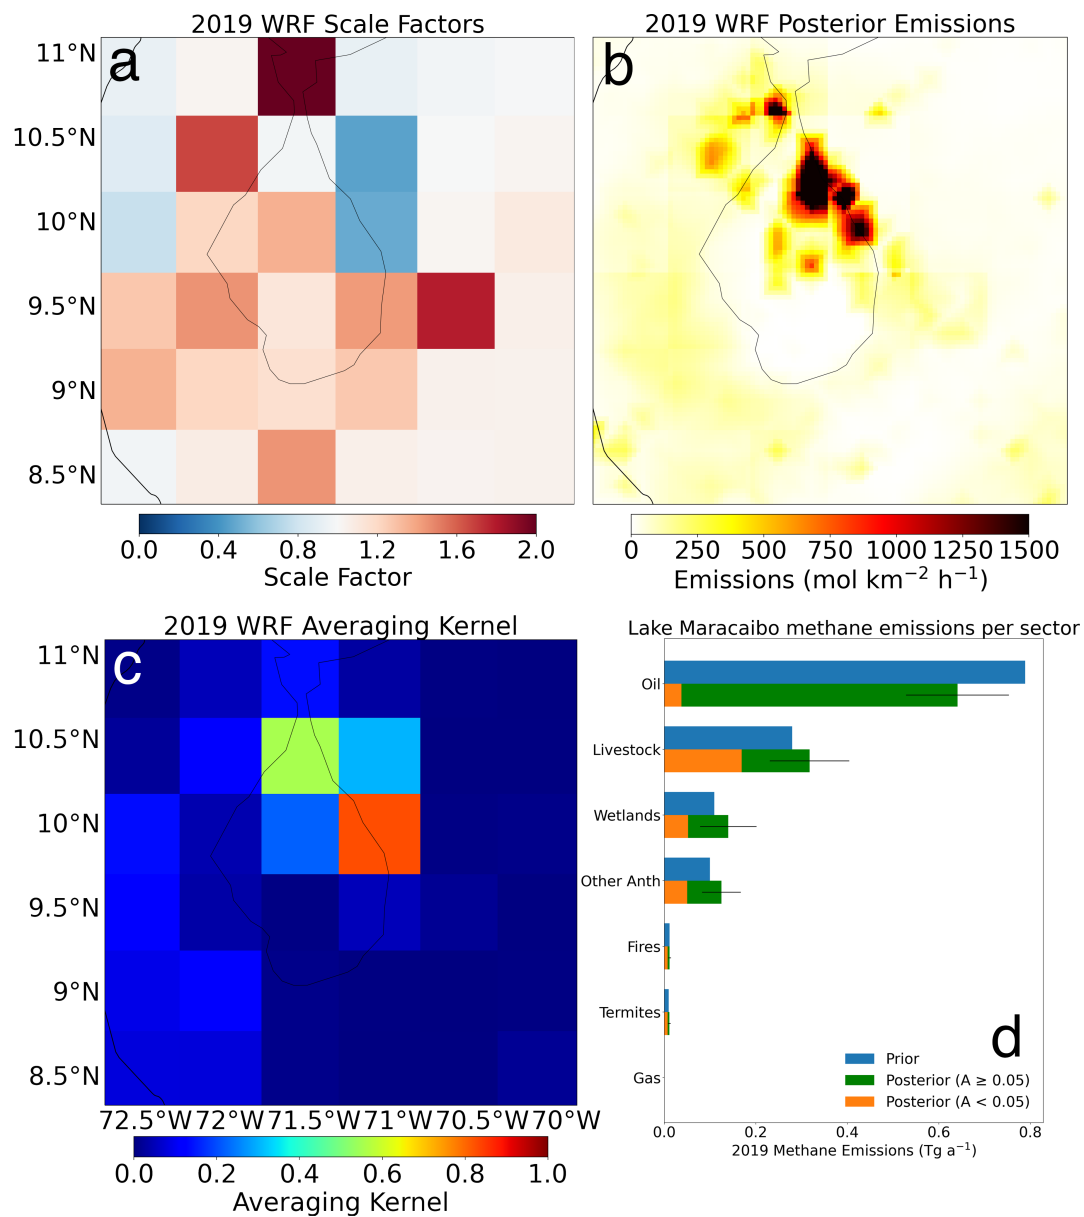 2019 WRF Scale Factors
a
11°N
10.5°N
10°N
9.5°N
9°N
8.5°N
0.0 0.4 0.8 1.2 1.6 2.0
Scale Factor
2019 WRF Posterior Emissions
b
0 250 500 750 1000 1250 1500
Emissions (mol km⁻² h⁻¹)
2019 WRF Averaging Kernel
c
11°N
10.5°N
10°N
9.5°N
9°N
8.5°N
72.5°W 72°W 71.5°W 71°W 70.5°W 70°W
0.0 0.2 0.4 0.6 0.8 1.0
Averaging Kernel
Lake Maracaibo methane emissions per sector
Oil
Livestock
Wetlands
Other Anth
Fires
Termites
Gas
d
Prior
Posterior (A ≥ 0.05)
Posterior (A < 0.05)
0.0 0.2 0.4 0.6 0.8
2019 Methane Emissions (Tg a⁻¹)